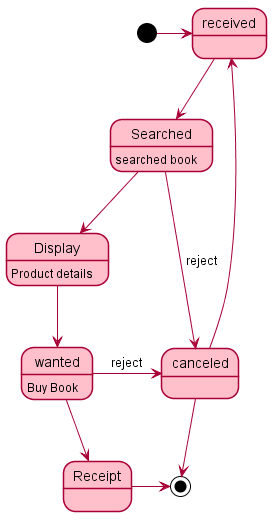 received
Searched
searched book
Display
Product details
reject
wanted
Buy Book
reject
canceled
Receipt